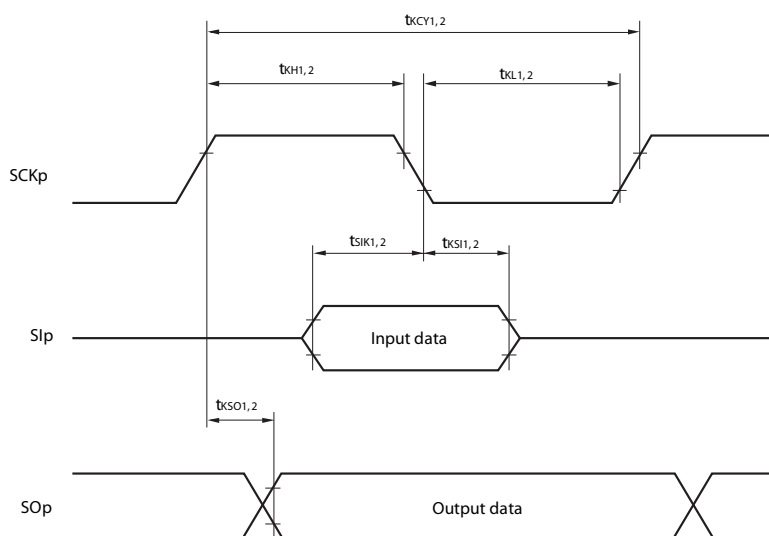 tKCY1, 2
tKH1, 2
tKL1, 2
SCKp
tSIK1, 2
tKSI1, 2
SIp
Input data
tKSO1, 2
SOp
Output data